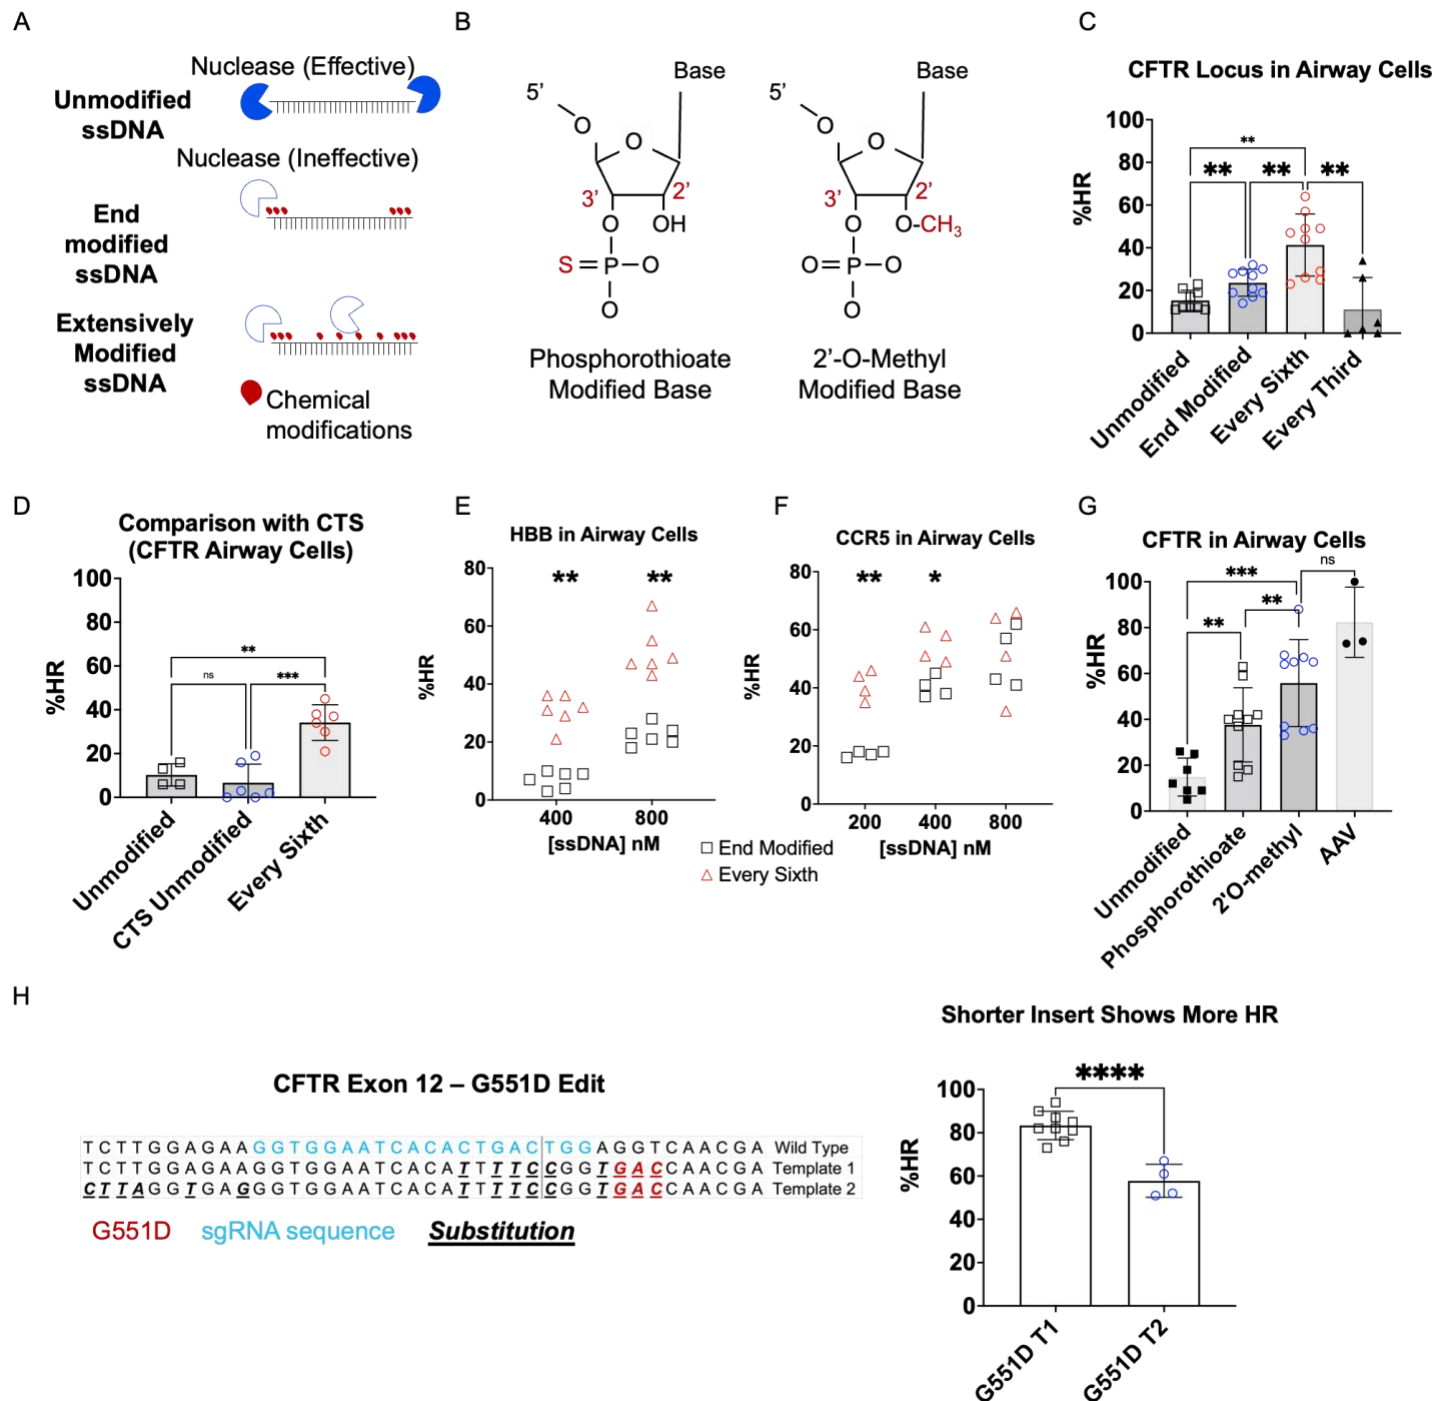 A
Nuclease (Effective)
Unmodified
ssDNA
Nuclease (Ineffective)
End
modified
ssDNA
Extensively
Modified
ssDNA
Chemical
modifications
B
5’
Base
O
O
3’
2’
O
OH
S=P–O
O
Phosphorothioate
Modified Base
5’
Base
O
O
3’
2’
O
O-CH3
O=P–O
O
2’-O-Methyl
Modified Base
C
CFTR Locus in Airway Cells
%HR
100
80
60
40
20
0
**
** ** **
Unmodified
End Modified
Every Sixth
Every Third
D
Comparison with CTS
(CFTR Airway Cells)
%HR
100
80
60
40
20
0
**
ns ***
Unmodified
CTS Unmodified
Every Sixth
E
HBB in Airway Cells
%HR
80
60
40
20
0
** **
400 800
[ssDNA] nM
F
CCR5 in Airway Cells
%HR
80
60
40
20
0
** *
200 400 800
[ssDNA] nM
End Modified
Every Sixth
G
CFTR in Airway Cells
%HR
100
80
60
40
20
0
*** ns
** **
Unmodified
Phosphorothioate
2'O-methyl
AAV
H
CFTR Exon 12 – G551D Edit
TCTTGGAGAAGGTGGAATCACACTGACTGGAGGTCAACGA Wild Type
TCTTGGAGAAGGTGGAATCACATTTTCCGGTGACCAACGA Template 1
CTTAGGTGAGGGTGGAATCACATTTTCCGGTGACCAACGA Template 2
G551D sgRNA sequence Substitution
Shorter Insert Shows More HR
%HR
100
80
60
40
20
0
****
G551D T1
G551D T2